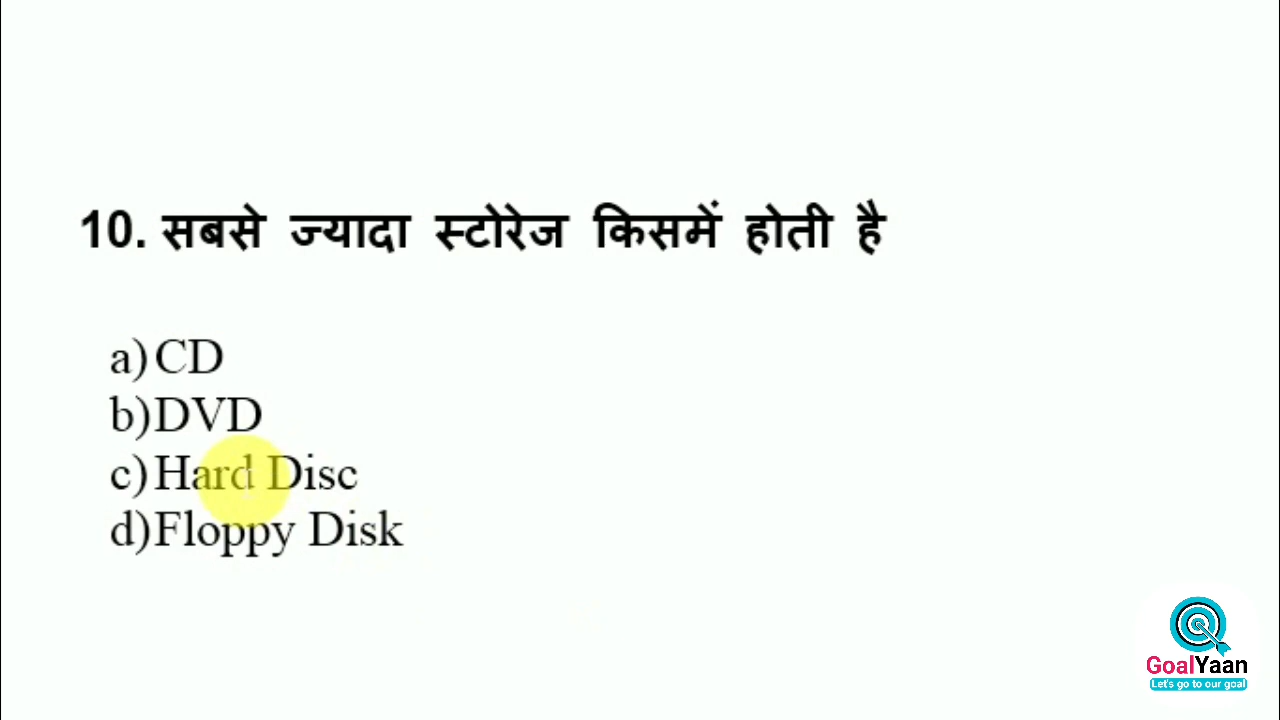 10. सबसे ज्यादा स्टोरेज किसमें होती है
a) CD
b) DVD
c) Hard Disc
d) Floppy Disk
GoalYaan
Let's go to our goal